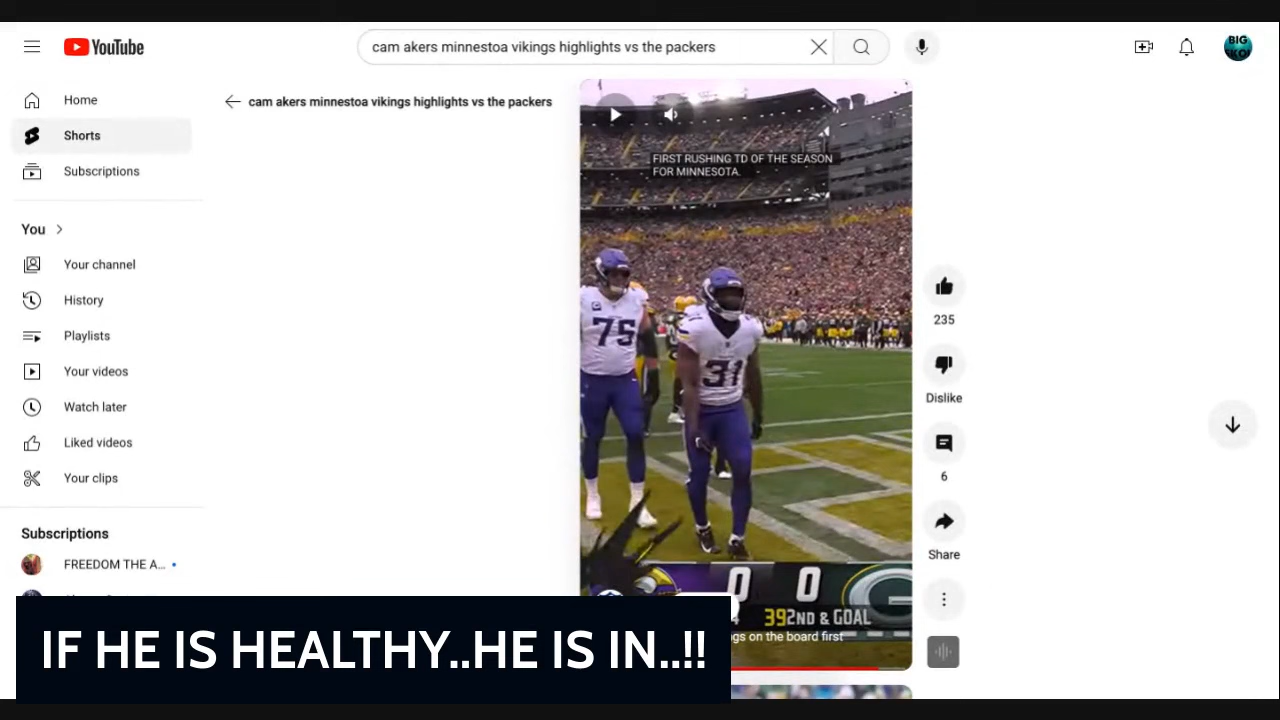 YouTube
cam akers minnestoa vikings highlights vs the packers
BIG
SKOL
Home
cam akers minnestoa vikings highlights vs the packers
Shorts
Subscriptions
FIRST RUSHING TD OF THE SEASON
FOR MINNESOTA.
You
Your channel
History
Playlists
Your videos
Watch later
Liked videos
Your clips
75
31
235
Dislike
6
Share
Subscriptions
FREEDOM THE A...
0 0
2ND & GOAL
gs on the board first
IF HE IS HEALTHY..HE IS IN..!!